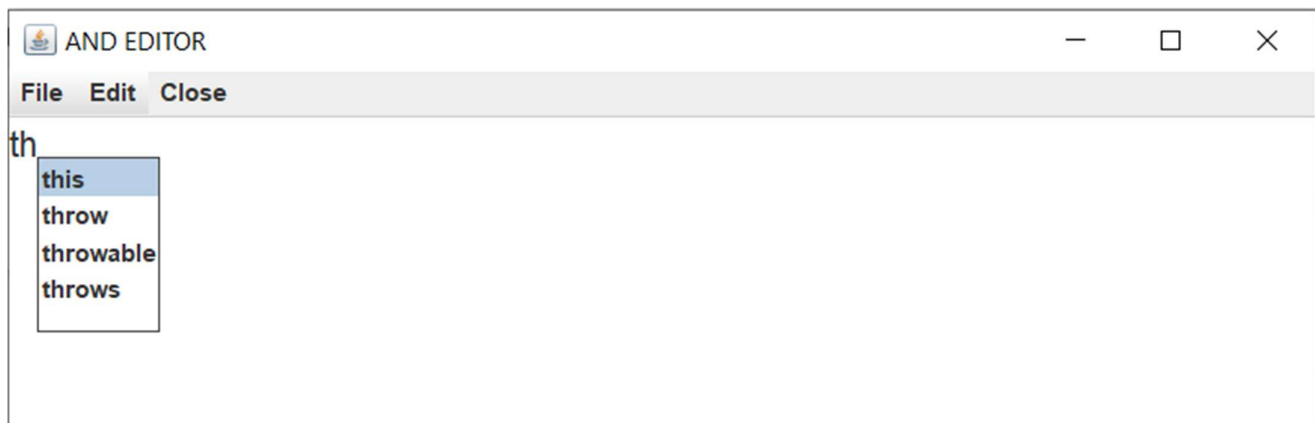 AND EDITOR
File Edit Close
th
this
throw
throwable
throws